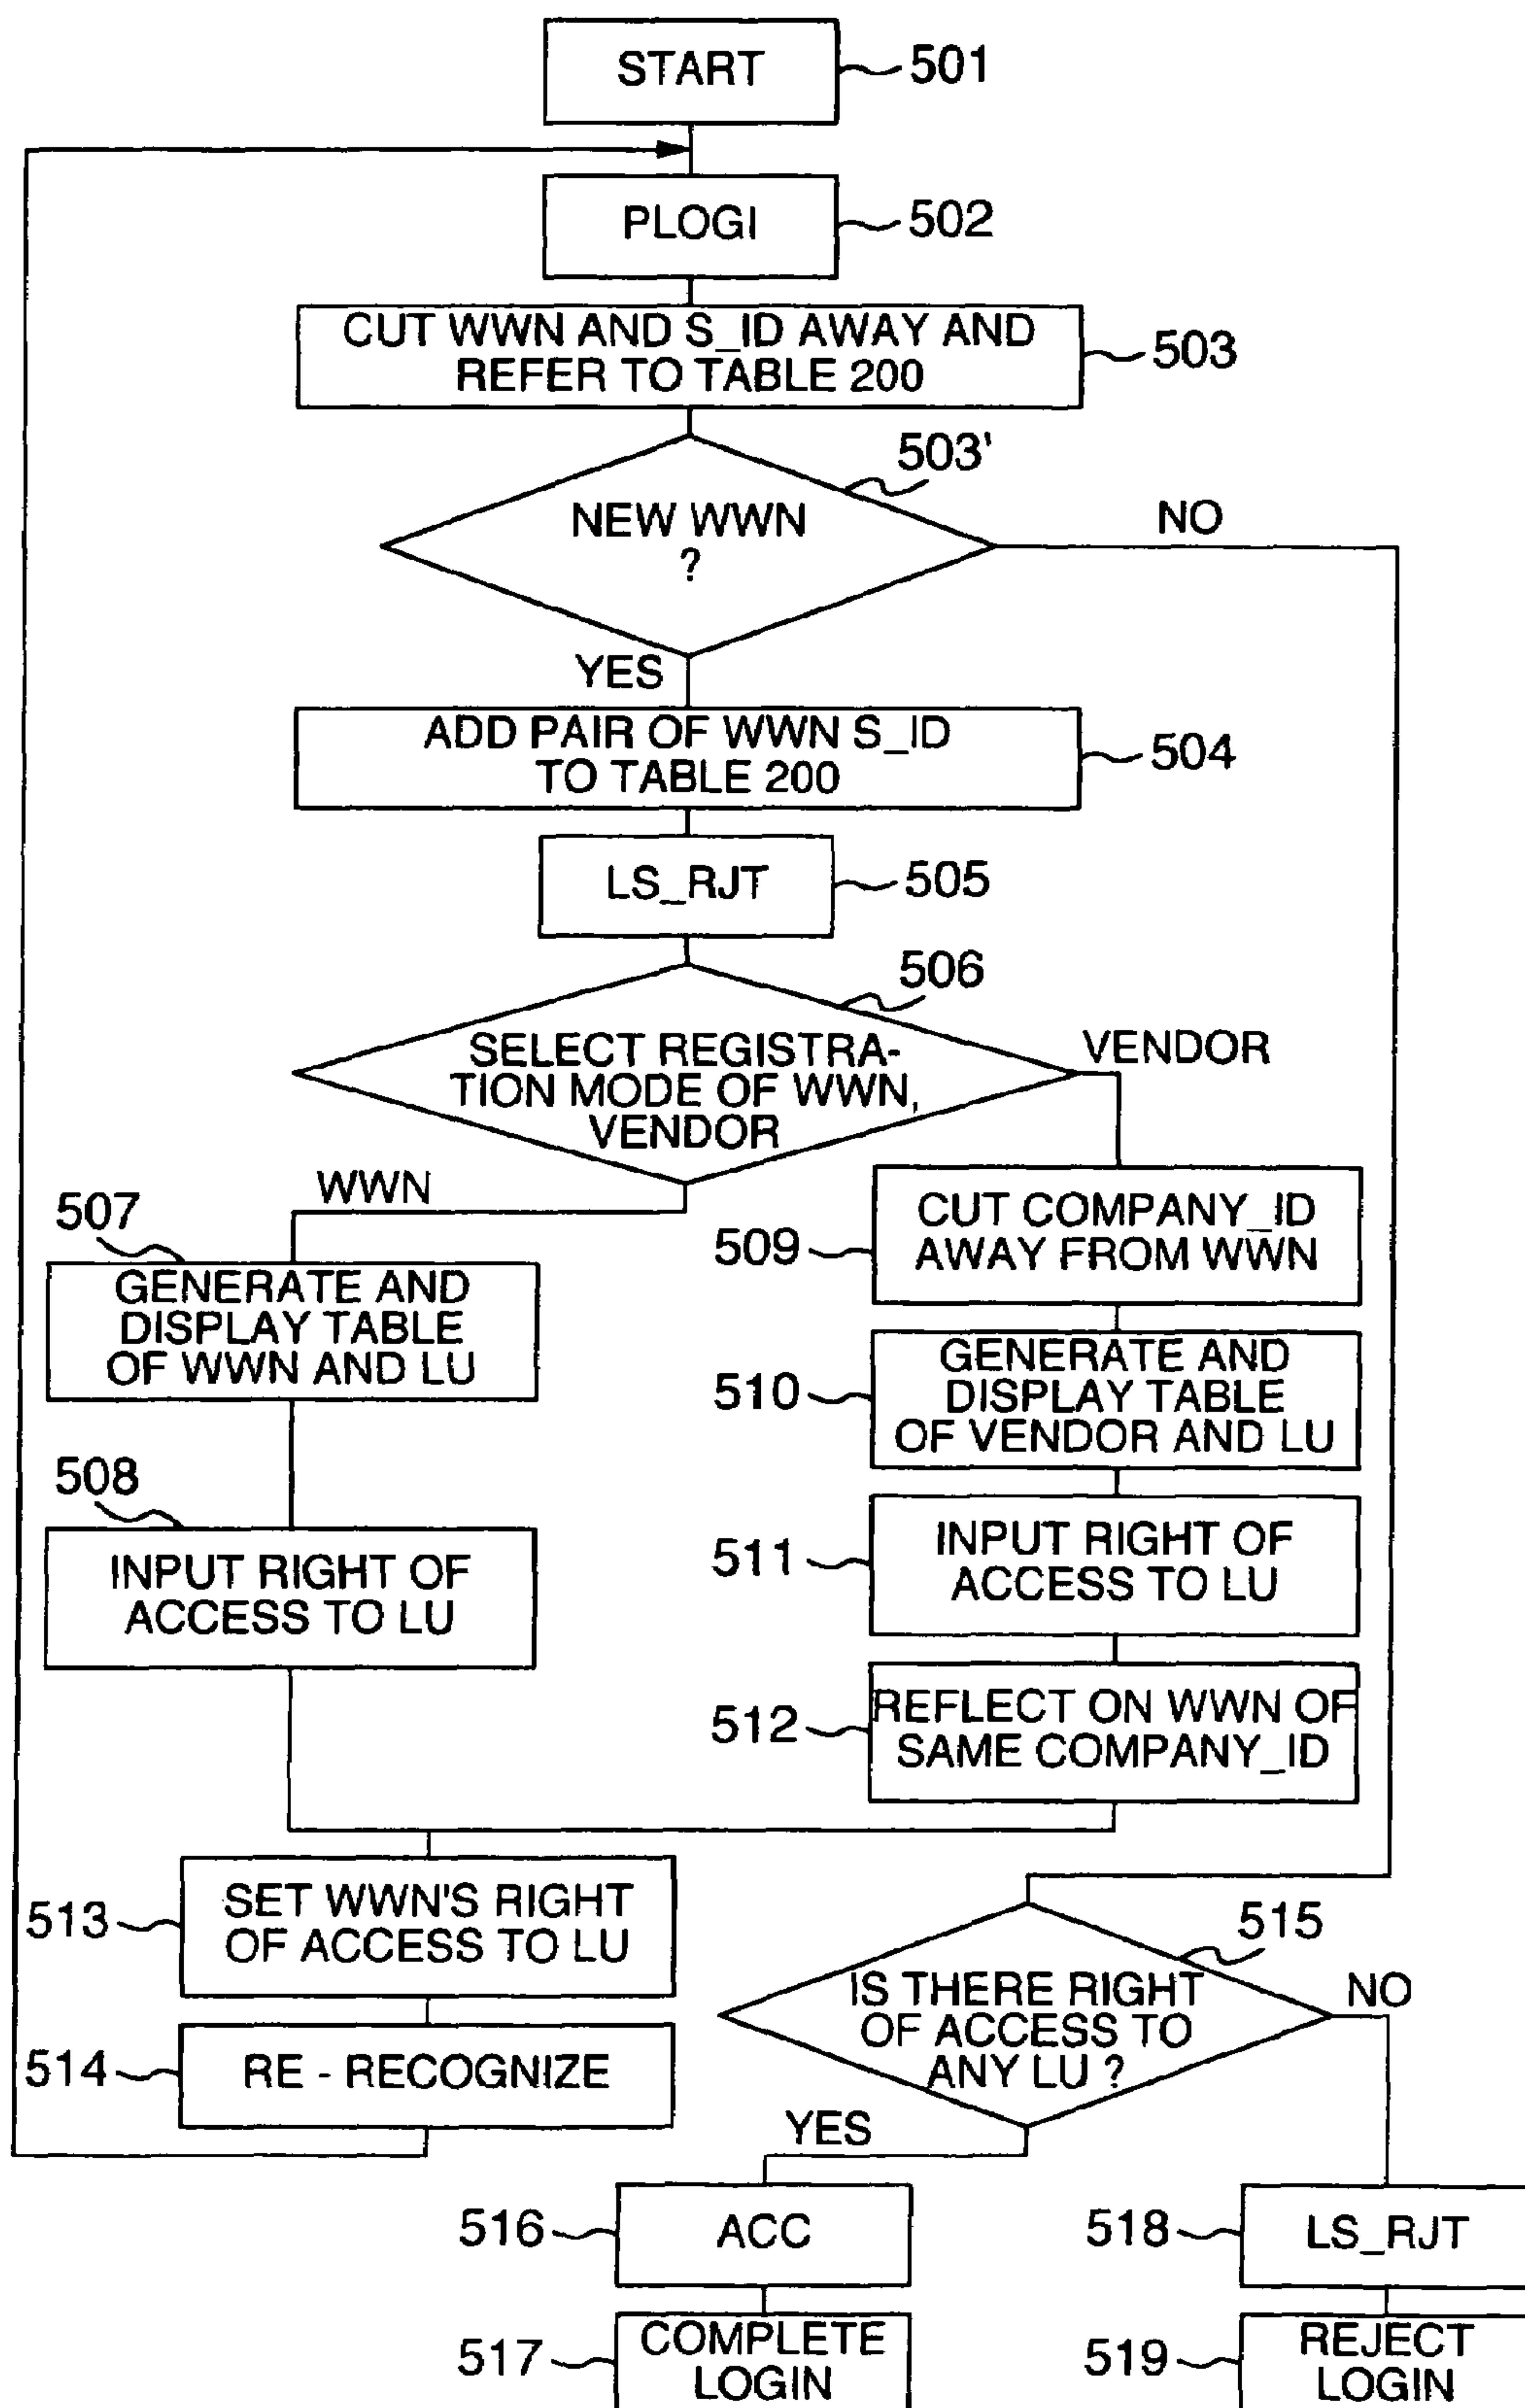 START
501
PLOGI
502
CUT WWN AND S_ID AWAY AND
REFER TO TABLE 200
503
503'
NEW WWN
?
NO
YES
ADD PAIR OF WWN S_ID
TO TABLE 200
504
LS_RJT
505
506
SELECT REGISTRA-
TION MODE OF WWN,
VENDOR
VENDOR
WWN
507
GENERATE AND
DISPLAY TABLE
OF WWN AND LU
508
INPUT RIGHT OF
ACCESS TO LU
509
CUT COMPANY_ID
AWAY FROM WWN
510
GENERATE AND
DISPLAY TABLE
OF VENDOR AND LU
511
INPUT RIGHT OF
ACCESS TO LU
512
REFLECT ON WWN OF
SAME COMPANY_ID
513
SET WWN'S RIGHT
OF ACCESS TO LU
514
RE - RECOGNIZE
515
IS THERE RIGHT
OF ACCESS TO
ANY LU ?
NO
YES
516
ACC
517
COMPLETE
LOGIN
518
LS_RJT
519
REJECT
LOGIN